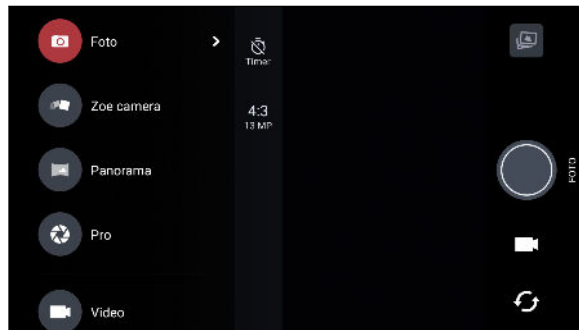 Foto
Timer
Zoe camera
4:3
13 MP
Panorama
FOTO
Pro
Video